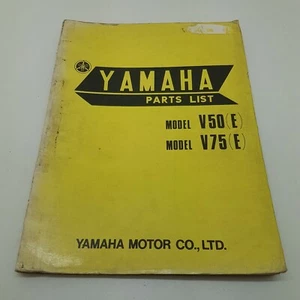 YAMAHA
PARTS LIST
MODEL V50(E)
MODEL V75(E)
YAMAHA MOTOR CO., LTD.